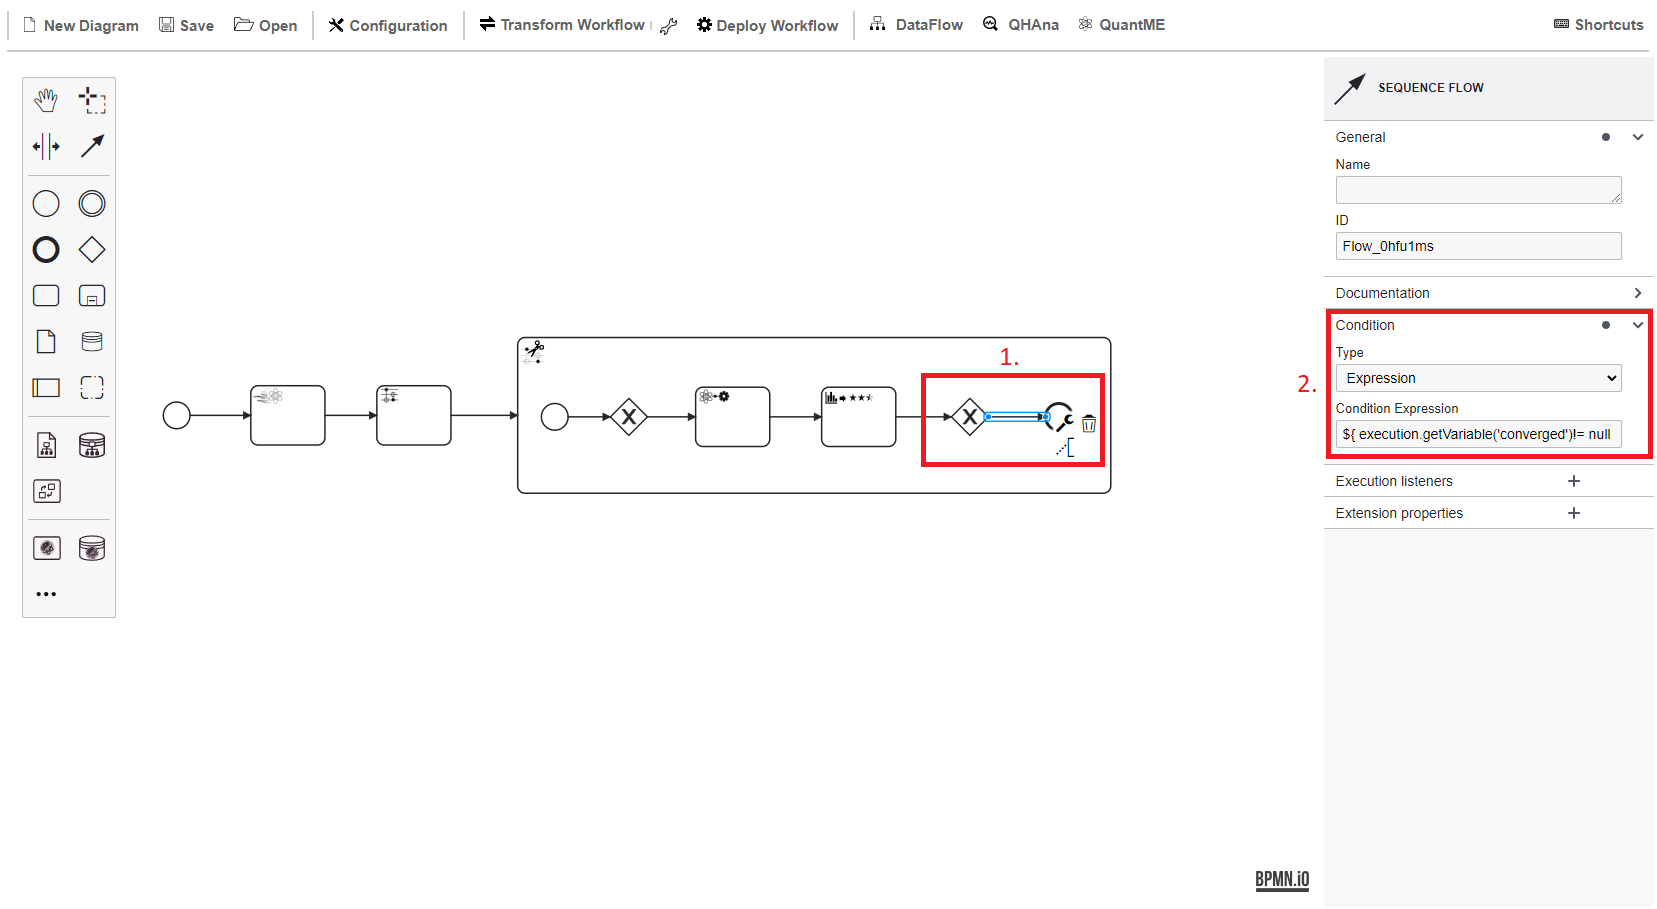 New Diagram Save Open Configuration Transform Workflow Deploy Workflow DataFlow QHAna QuantME Shortcuts
SEQUENCE FLOW
General
Name
ID
Flow_0hfu1ms
Documentation
Condition
Type
Expression
Condition Expression
${ execution.getVariable('converged')!= null
Execution listeners
Extension properties
1.
2.
X
X
BPMN.iO